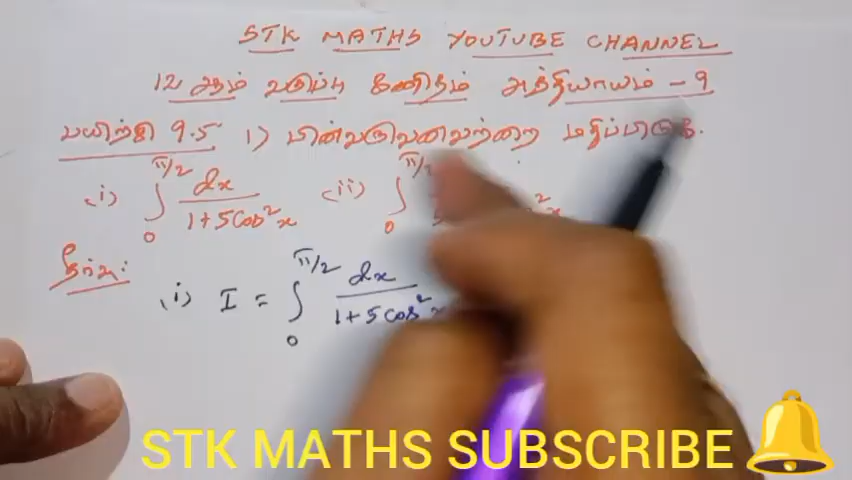 STK MATHS YOUTUBE CHANNEL
12 ஆம் வகுப்பு கணிதம் அத்தியாயம் - 9
பயிற்சி 9.5 1) பின்வருவனவற்றை மதிப்பிடுக.
(i) ∫₀^{π/2} dx / 1+5cos²x (ii) ∫₀^{π/2} os²x
தீர்வு:
(i) I = ∫₀^{π/2} dx / 1+5cos²x
STK MATHS SUBSCRIBE